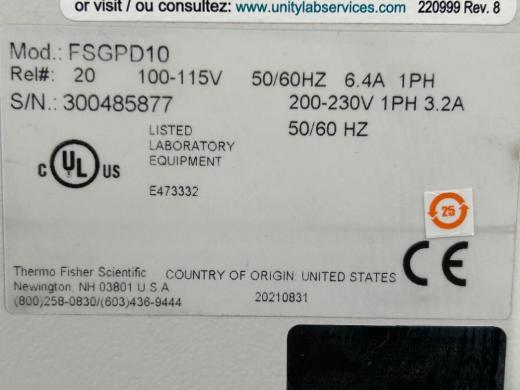 or visit / ou consultez: www.unitylabservices.com 220999 Rev. 8
Mod.: FSGPD10
Rel#: 20 100-115V 50/60HZ 6.4A 1PH
S/N.: 300485877 200-230V 1PH 3.2A
50/60 HZ
LISTED
LABORATORY
EQUIPMENT
C UL US
E473332
25
CE
Thermo Fisher Scientific
Newington, NH 03801 U.S.A
(800)258-0830/(603)436-9444
COUNTRY OF ORIGIN: UNITED STATES
20210831